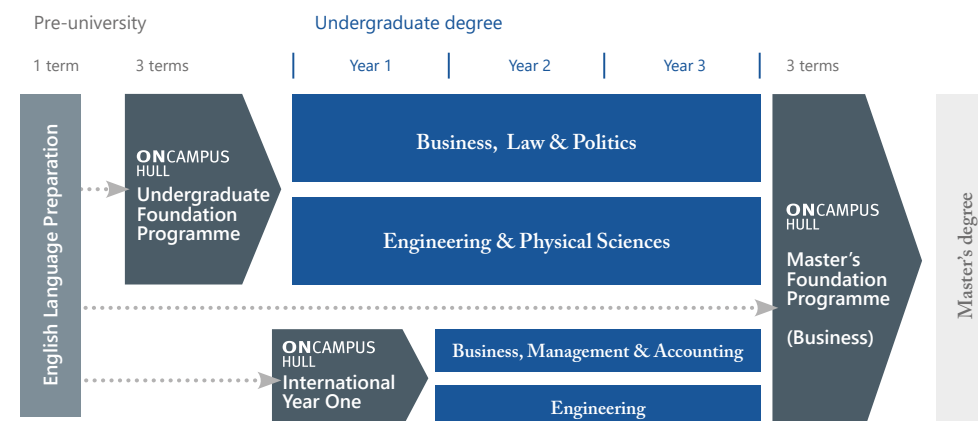 Pre-university
Undergraduate degree
1 term
3 terms
Year 1
Year 2
Year 3
3 terms
English Language Preparation
ONCAMPUS
HULL
Undergraduate
Foundation
Programme
Business, Law & Politics
Engineering & Physical Sciences
ONCAMPUS
HULL
International
Year One
Business, Management & Accounting
Engineering
ONCAMPUS
HULL
Master's
Foundation
Programme
(Business)
Master's degree